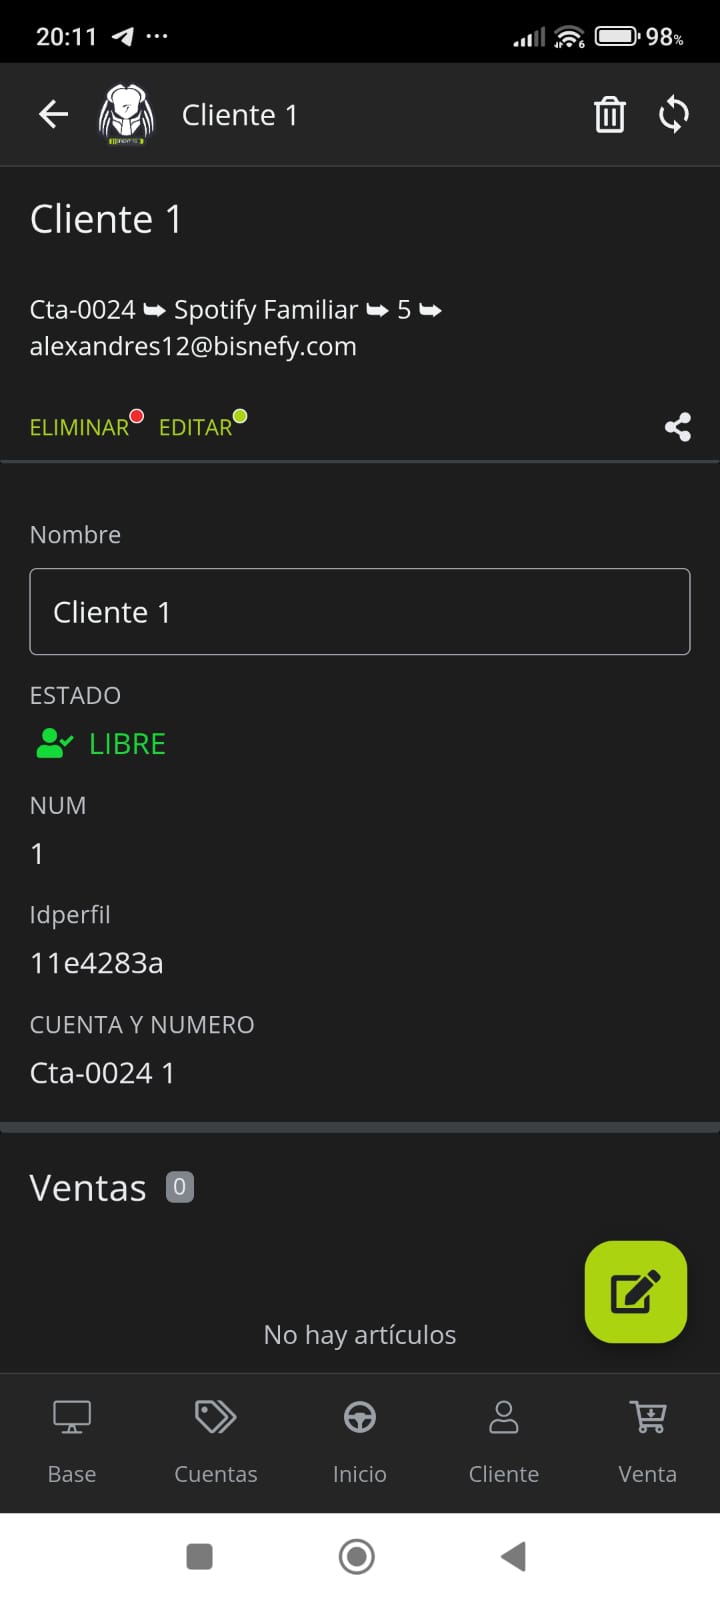 20:11
98%
Cliente 1
Cliente 1
Cta-0024 ➥ Spotify Familiar ➥ 5 ➥
alexandres12@bisnefy.com
ELIMINAR EDITAR
Nombre
Cliente 1
ESTADO
LIBRE
NUM
1
Idperfil
11e4283a
CUENTA Y NUMERO
Cta-0024 1
Ventas 0
No hay artículos
Base Cuentas Inicio Cliente Venta